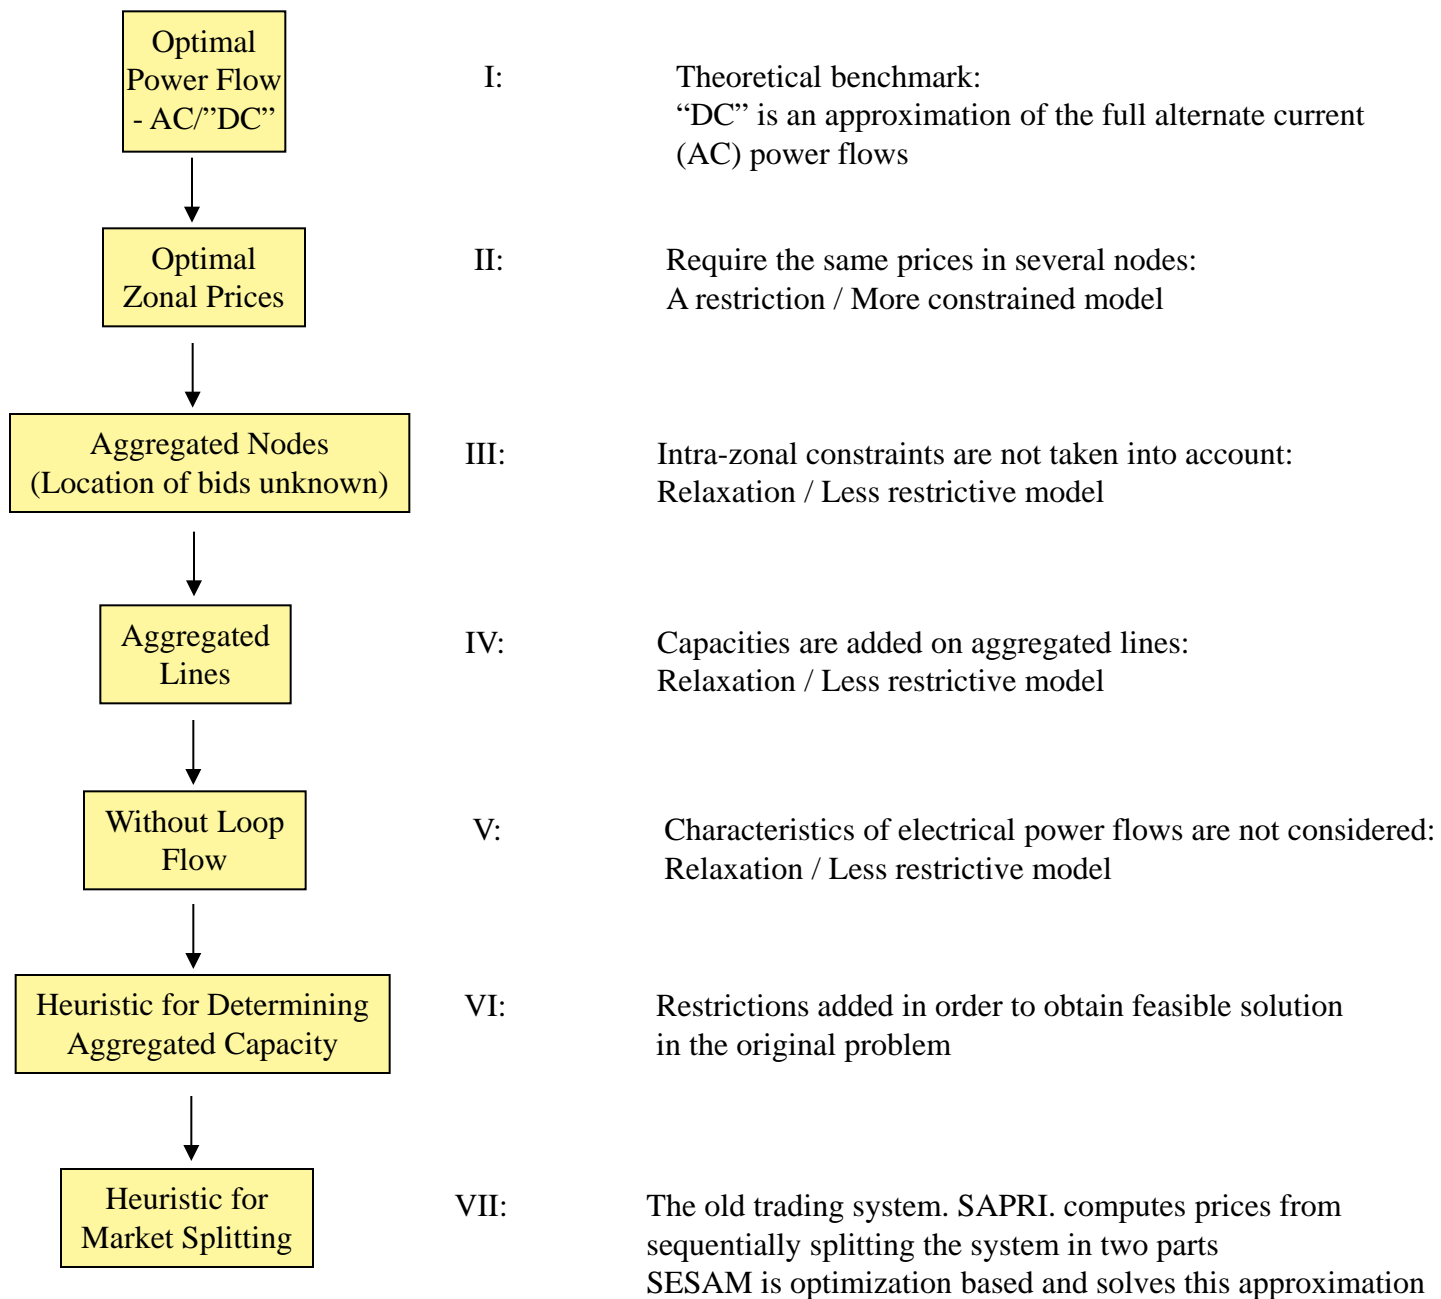 Optimal
Power Flow
- AC/”DC”
I:
Theoretical benchmark:
“DC” is an approximation of the full alternate current
(AC) power flows
Optimal
Zonal Prices
II:
Require the same prices in several nodes:
A restriction / More constrained model
Aggregated Nodes
(Location of bids unknown)
III:
Intra-zonal constraints are not taken into account:
Relaxation / Less restrictive model
Aggregated
Lines
IV:
Capacities are added on aggregated lines:
Relaxation / Less restrictive model
Without Loop
Flow
V:
Characteristics of electrical power flows are not considered:
Relaxation / Less restrictive model
Heuristic for Determining
Aggregated Capacity
VI:
Restrictions added in order to obtain feasible solution
in the original problem
Heuristic for
Market Splitting
VII:
The old trading system. SAPRI. computes prices from
sequentially splitting the system in two parts
SESAM is optimization based and solves this approximation